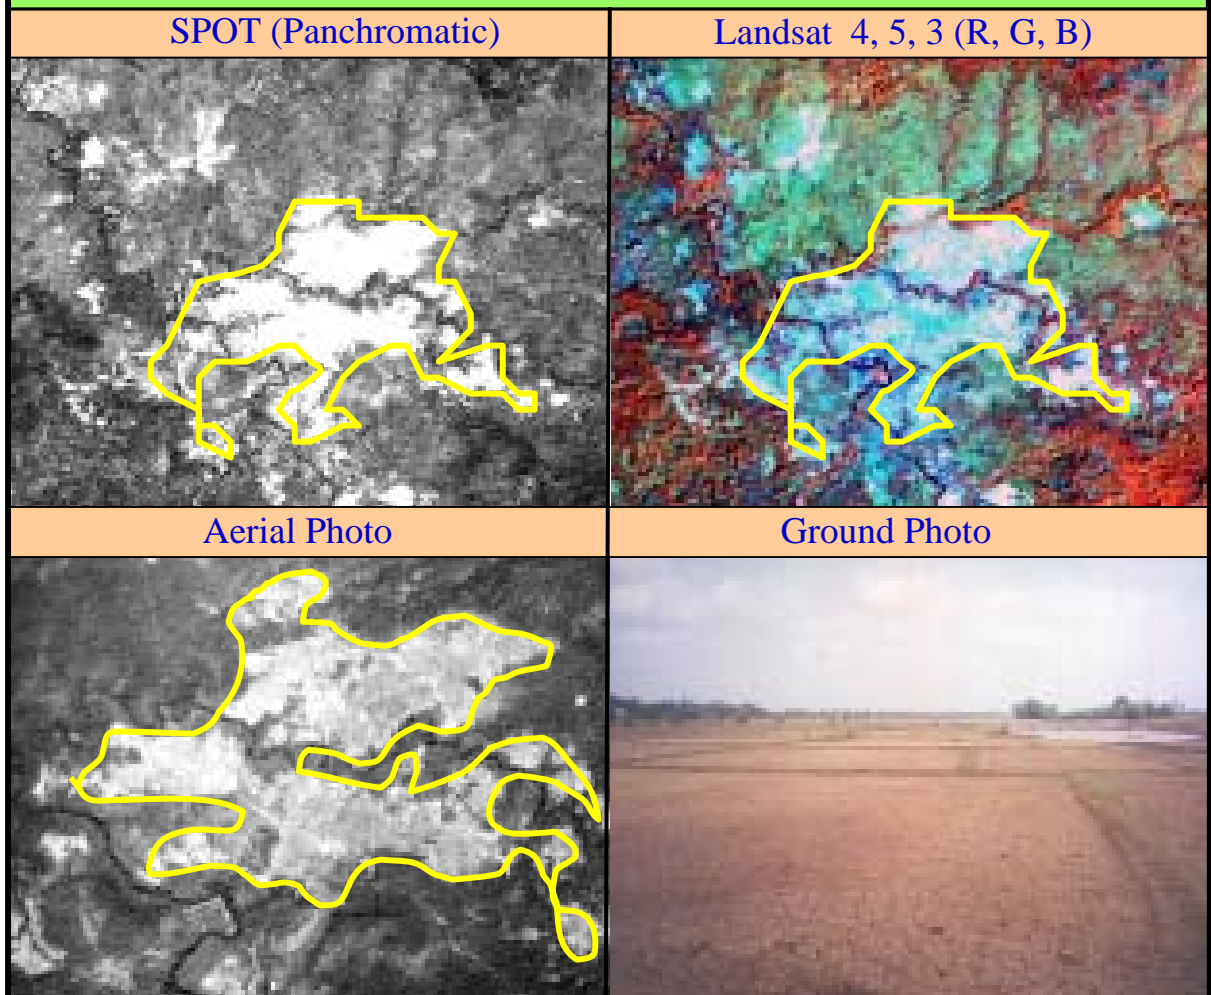 SPOT (Panchromatic)
Landsat 4, 5, 3 (R, G, B)
Aerial Photo
Ground Photo